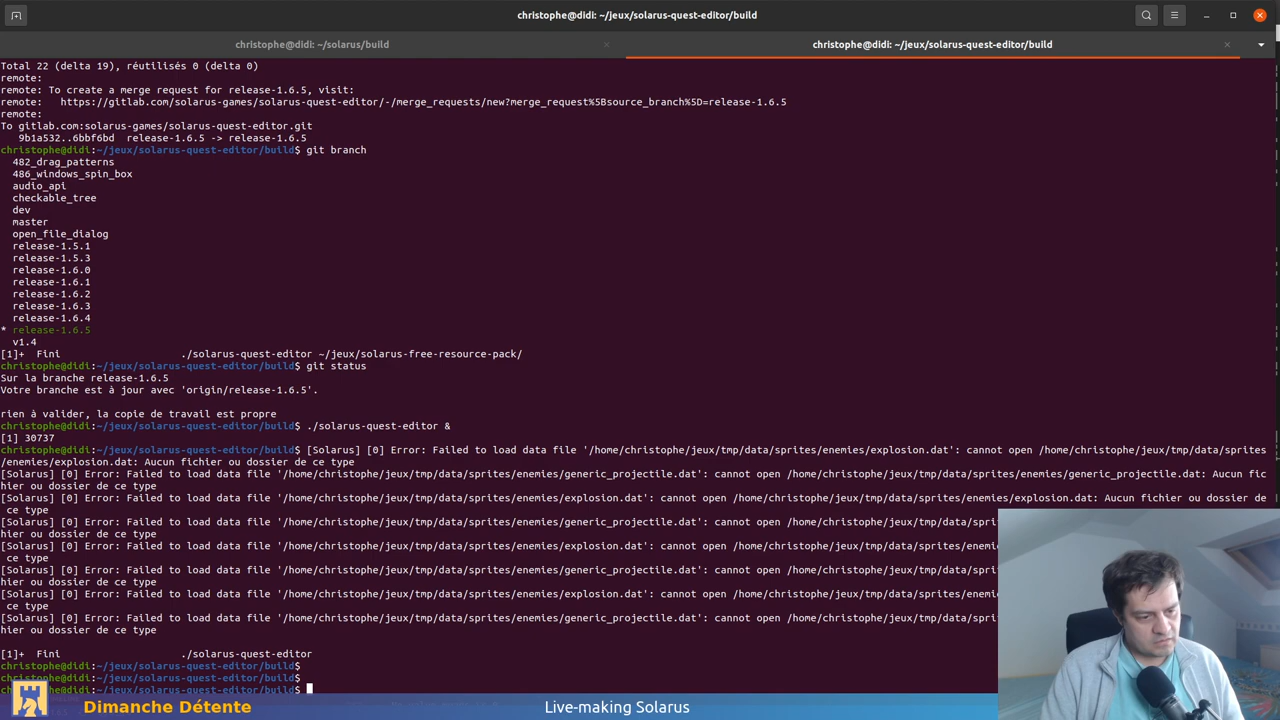 christophe@didi: ~/jeux/solarus-quest-editor/build
christophe@didi: ~/solarus/build
christophe@didi: ~/jeux/solarus-quest-editor/build
Total 22 (delta 19), réutilisés 0 (delta 0)
remote:
remote: To create a merge request for release-1.6.5, visit:
remote:   https://gitlab.com/solarus-games/solarus-quest-editor/-/merge_requests/new?merge_request%5Bsource_branch%5D=release-1.6.5
remote:
To gitlab.com:solarus-games/solarus-quest-editor.git
   9b1a532..6bbf6bd  release-1.6.5 -> release-1.6.5
christophe@didi:~/jeux/solarus-quest-editor/build$ git branch
  482_drag_patterns
  486_windows_spin_box
  audio_api
  checkable_tree
  dev
  master
  open_file_dialog
  release-1.5.1
  release-1.5.3
  release-1.6.0
  release-1.6.1
  release-1.6.2
  release-1.6.3
  release-1.6.4
* release-1.6.5
  v1.4
[1]+  Fini                    ./solarus-quest-editor ~/jeux/solarus-free-resource-pack/
christophe@didi:~/jeux/solarus-quest-editor/build$ git status
Sur la branche release-1.6.5
Votre branche est à jour avec 'origin/release-1.6.5'.
rien à valider, la copie de travail est propre
christophe@didi:~/jeux/solarus-quest-editor/build$ ./solarus-quest-editor &
[1] 30737
christophe@didi:~/jeux/solarus-quest-editor/build$ [Solarus] [0] Error: Failed to load data file '/home/christophe/jeux/tmp/data/sprites/enemies/explosion.dat': cannot open /home/christophe/jeux/tmp/data/sprites
/enemies/explosion.dat: Aucun fichier ou dossier de ce type
[Solarus] [0] Error: Failed to load data file '/home/christophe/jeux/tmp/data/sprites/enemies/generic_projectile.dat': cannot open /home/christophe/jeux/tmp/data/sprites/enemies/generic_projectile.dat: Aucun fic
hier ou dossier de ce type
[Solarus] [0] Error: Failed to load data file '/home/christophe/jeux/tmp/data/sprites/enemies/explosion.dat': cannot open /home/christophe/jeux/tmp/data/sprites/enemies/explosion.dat: Aucun fichier ou dossier de
 ce type
[Solarus] [0] Error: Failed to load data file '/home/christophe/jeux/tmp/data/sprites/enemies/generic_projectile.dat': cannot open /home/christophe/jeux/tmp/data/spri
hier ou dossier de ce type
[Solarus] [0] Error: Failed to load data file '/home/christophe/jeux/tmp/data/sprites/enemies/explosion.dat': cannot open /home/christophe/jeux/tmp/data/sprites/enemi
 ce type
[Solarus] [0] Error: Failed to load data file '/home/christophe/jeux/tmp/data/sprites/enemies/generic_projectile.dat': cannot open /home/christophe/jeux/tmp/data/spri
hier ou dossier de ce type
[Solarus] [0] Error: Failed to load data file '/home/christophe/jeux/tmp/data/sprites/enemies/explosion.dat': cannot open /home/christophe/jeux/tmp/data/sprites/enemi
 ce type
[Solarus] [0] Error: Failed to load data file '/home/christophe/jeux/tmp/data/sprites/enemies/generic_projectile.dat': cannot open /home/christophe/jeux/tmp/data/spri
hier ou dossier de ce type
[1]+  Fini                    ./solarus-quest-editor
christophe@didi:~/jeux/solarus-quest-editor/build$
christophe@didi:~/jeux/solarus-quest-editor/build$
christophe@didi:~/jeux/solarus-quest-editor/build$
Dimanche Détente
Live-making Solarus